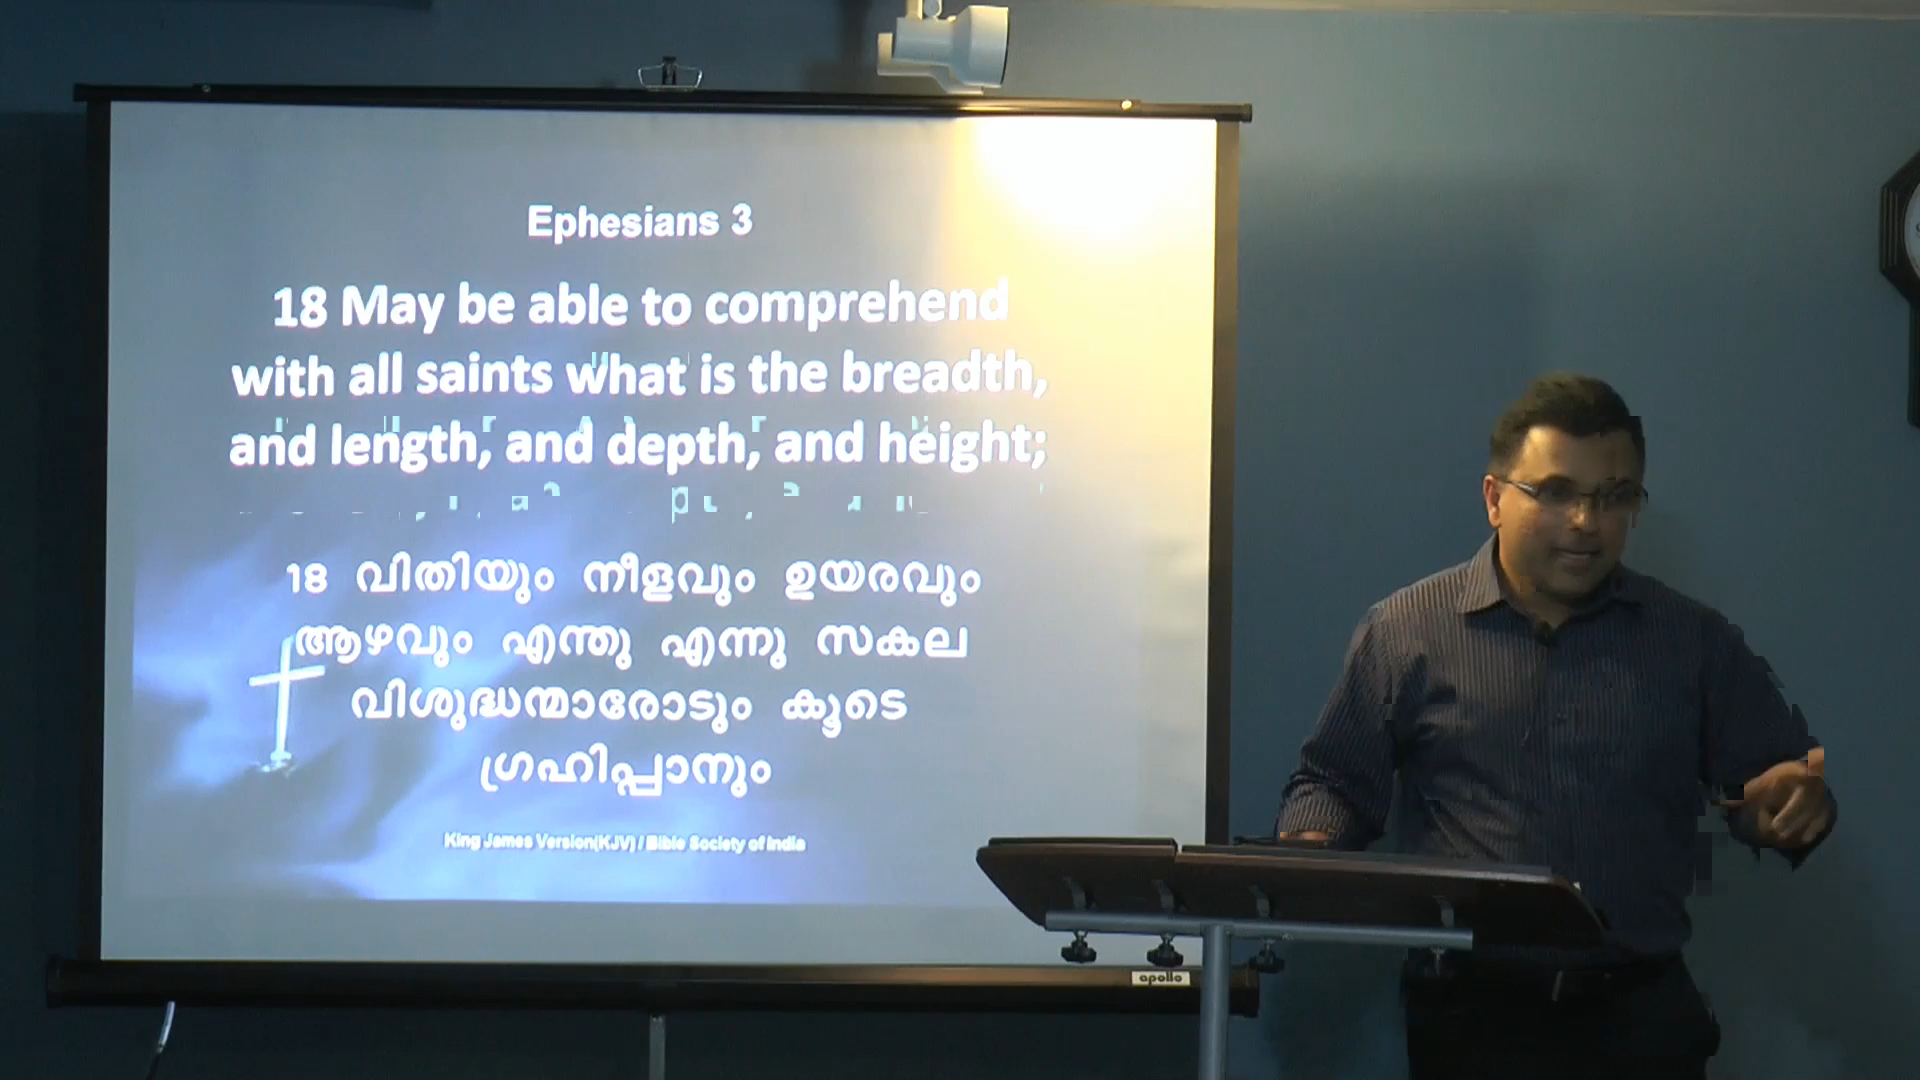 Ephesians 3
18 May be able to comprehend
with all saints what is the breadth,
and length, and depth, and height;
18 വിതിയും നീളവും ഉയരവും
ആഴവും എന്തു എന്നു സകല
വിശുദ്ധന്മാരോടും കൂടെ
ഗ്രഹിപ്പാനും
King James Version(KJV) / Bible Society of India
apollo